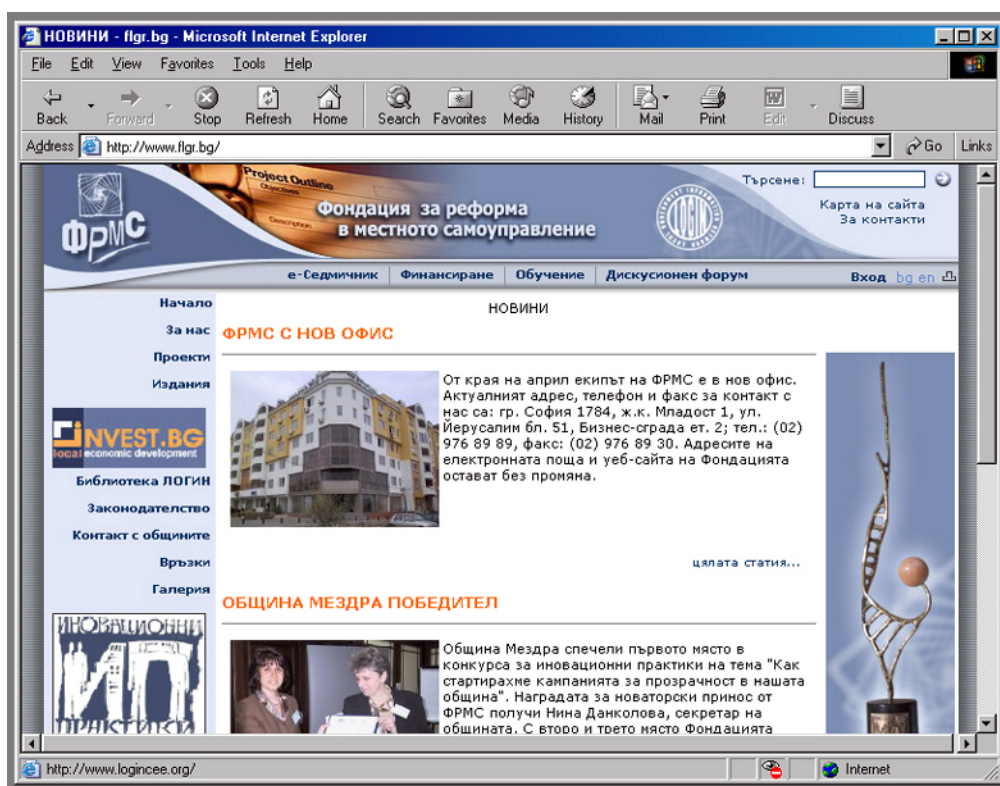 НОВИНИ - flgr.bg - Microsoft Internet Explorer
File Edit View Favorites Tools Help
Back Forward Stop Refresh Home Search Favorites Media History Mail Print Edit Discuss
Address http://www.flgr.bg/ Go Links
Project Outline
Objectives
Description
ФРМС
Фондация за реформа
в местното самоуправление
LOGIN
Търсене:
Карта на сайта
За контакти
е-Седмичник Финансиране Обучение Дискусионен форум Вход bg en
Начало
За нас
Проекти
Издания
INVEST.BG
local economic development
Библиотека ЛОГИН
Законодателство
Контакт с общините
Връзки
Галерия
ИНОВАЦИОННИ
ИП
ПРАКТИКИ
НОВИНИ
ФРМС С НОВ ОФИС
От края на април екипът на ФРМС е в нов офис.
Актуалният адрес, телефон и факс за контакт с
нас са: гр. София 1784, ж.к. Младост 1, ул.
Йерусалим бл. 51, Бизнес-сграда ет. 2; тел.: (02)
976 89 89, факс: (02) 976 89 30. Адресите на
електронната поща и уеб-сайта на Фондацията
остават без промяна.
цялата статия...
ОБЩИНА МЕЗДРА ПОБЕДИТЕЛ
Община Мездра спечели първото място в
конкурса за иновационни практики на тема "Как
стартирахме кампанията за прозрачност в нашата
община". Наградата за новаторски принос от
ФРМС получи Нина Данколова, секретар на
общината. С второ и трето място Фондацията
http://www.logincee.org/
Internet